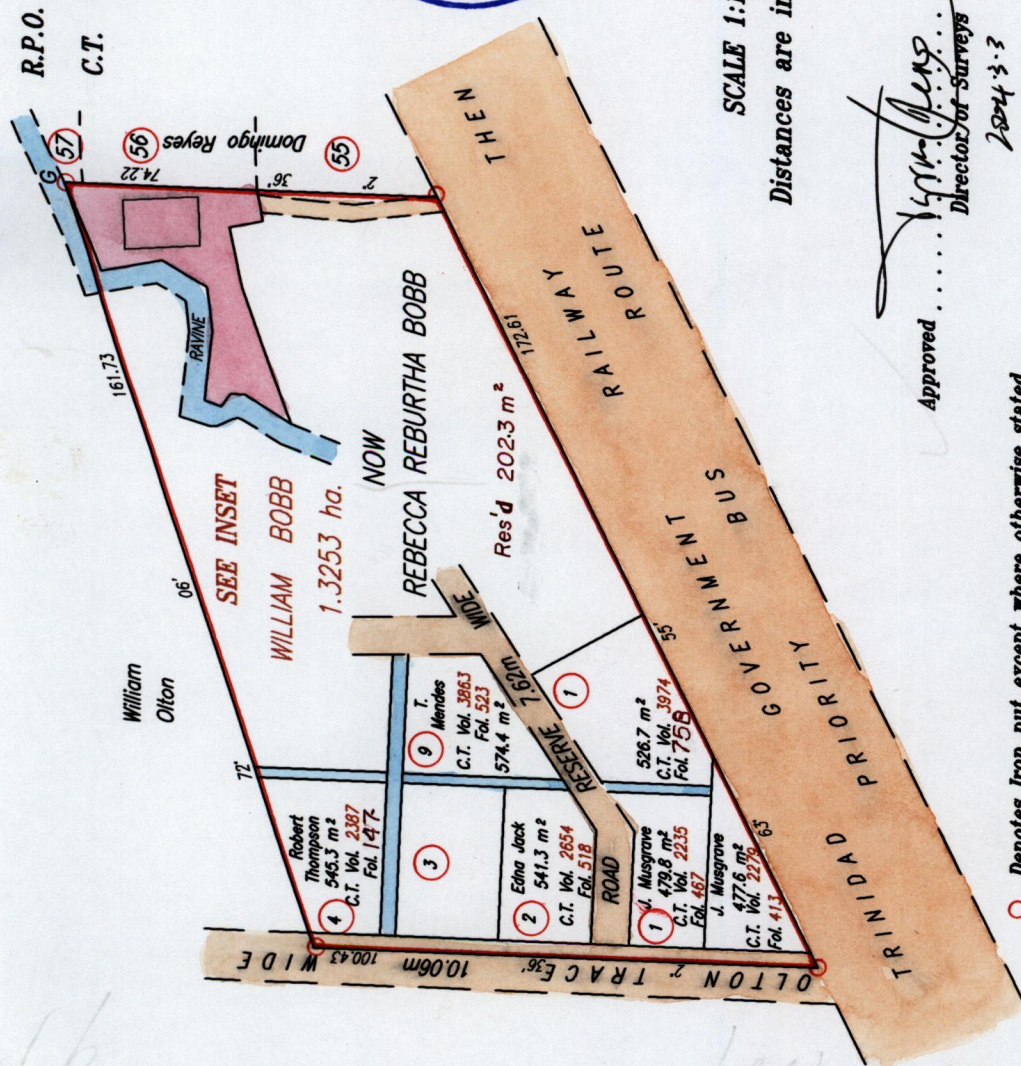 R.P.O.
C.T.
G
57
56
55
74.22
36'
2'
Domingo Reyes
RAVINE
161.73
06'
72'
William
Olton
SEE INSET
WILLIAM BOBB
1.3253 ha.
NOW
REBECCA REBURTHA BOBB
Res'd 202.3 m²
172.61
55'
63'
THEN
RAILWAY
ROUTE
GOVERNMENT
BUS
PRIORITY
TRINIDAD
RESERVE 7.62m WIDE
ROAD
Robert
Thompson
4
545.3 m²
C.T. Vol. 2387
Fol. 147
3
2
Edna Jack
541.3 m²
C.T. Vol. 2654
Fol. 518
9
T.
Mendes
C.T. Vol. 3863
Fol. 523
574.4 m²
1
526.7 m²
C.T. Vol. 3974
Fol. 758
1
J. Musgrave
479.8 m²
C.T. Vol. 2235
Fol. 467
J. Musgrave
477.6 m²
C.T. Vol. 2279
Fol. 413
OLTON TRACE 10.06m WIDE
2° 36' 100.43
SCALE 1:
Distances are in
Approved
Director of Surveys
Denotes Iron put except where otherwise stated